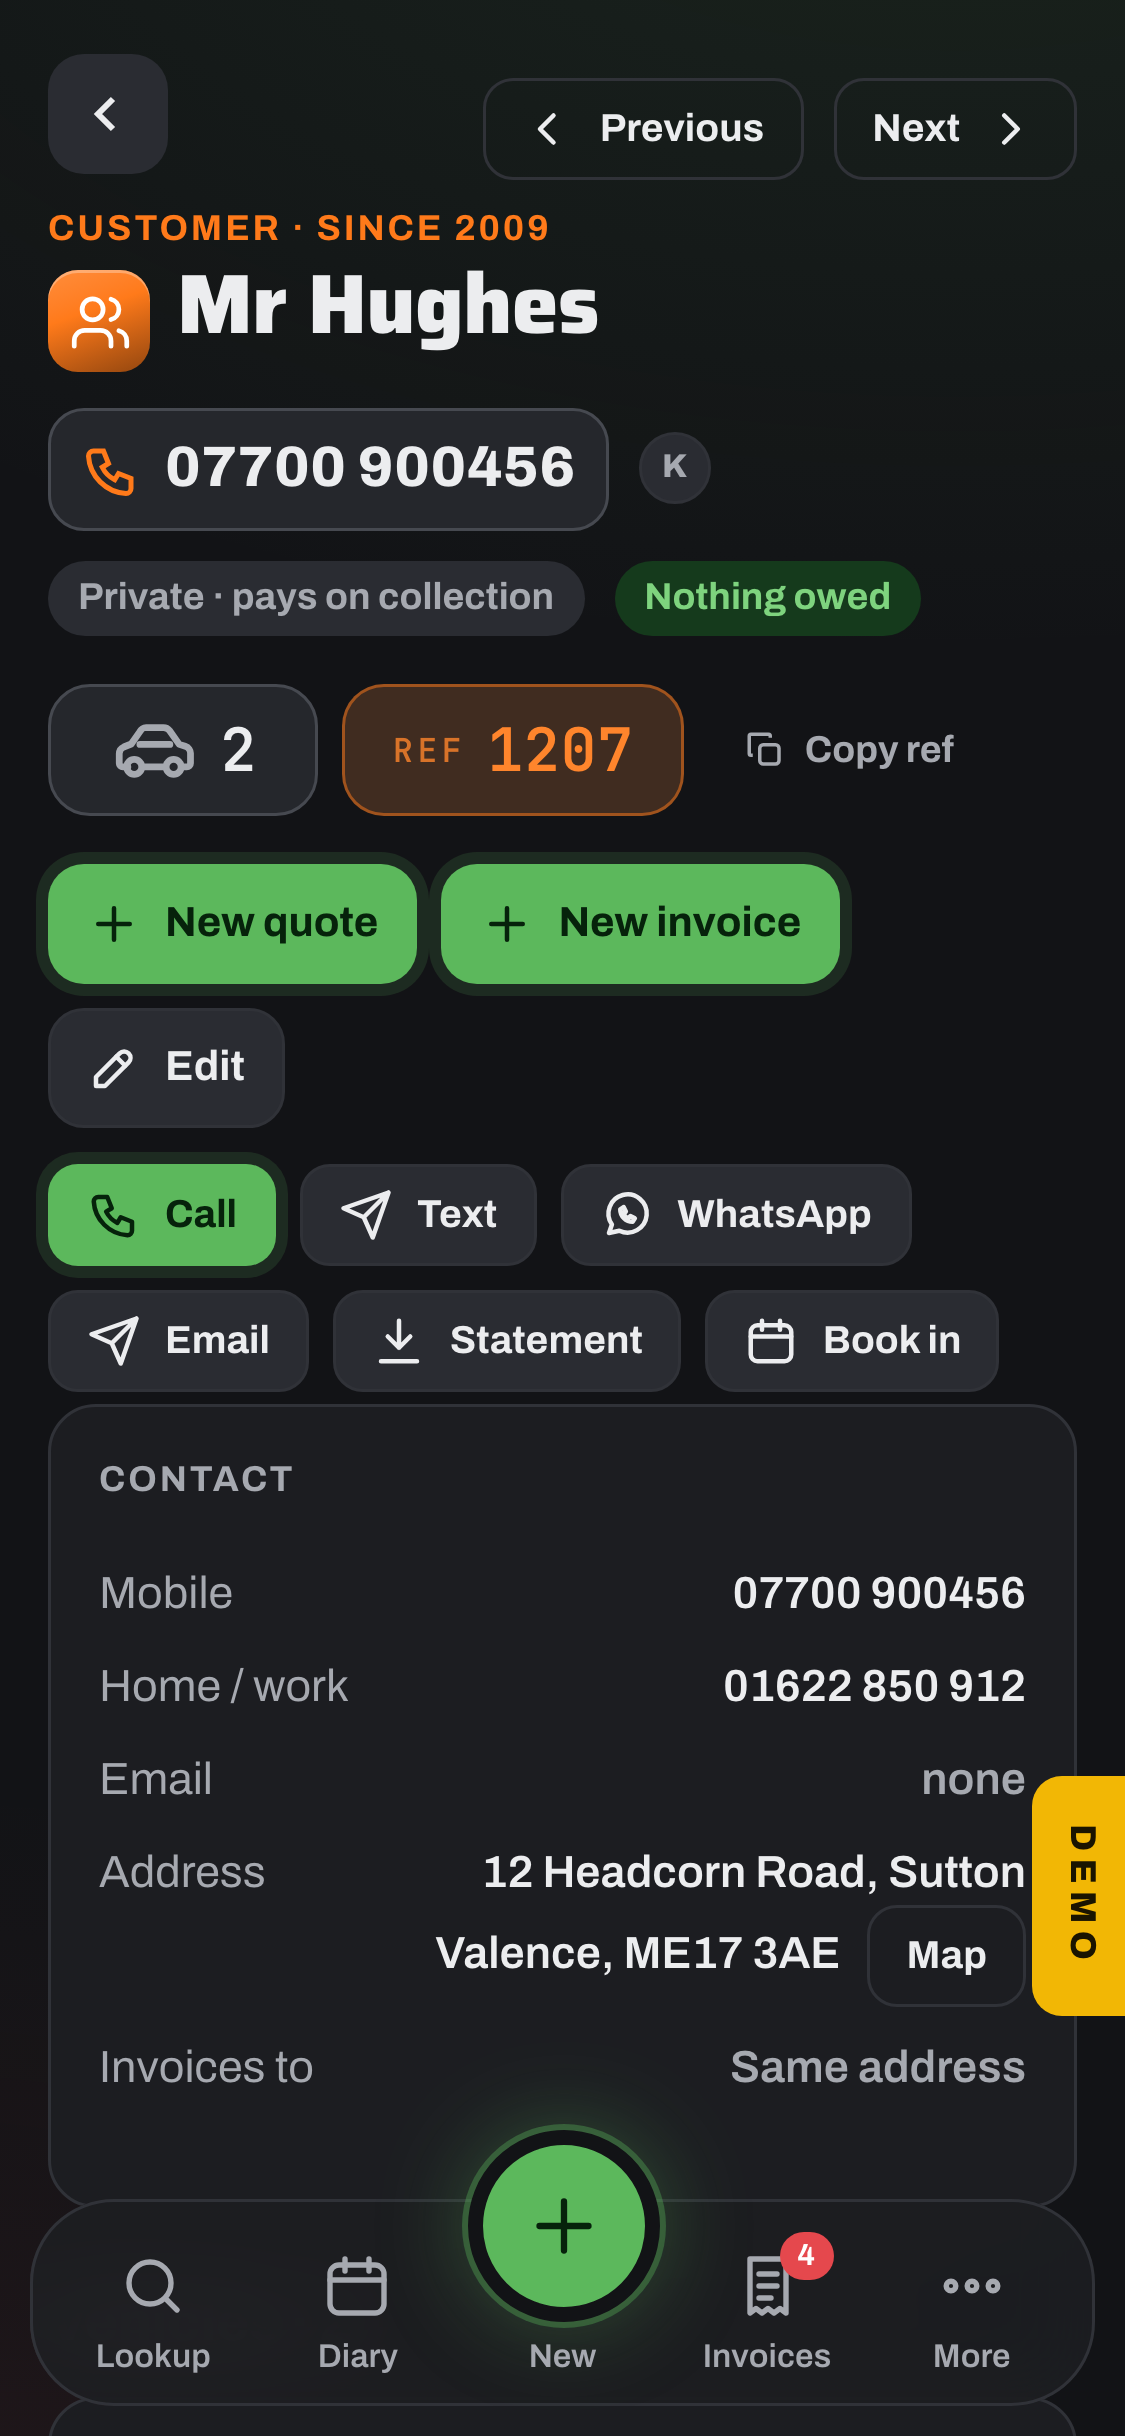 Previous
Next
CUSTOMER · SINCE 2009
Mr Hughes
07700 900456
K
Private · pays on collection
Nothing owed
2
REF 1207
Copy ref
New quote
New invoice
Edit
Call
Text
WhatsApp
Email
Statement
Book in
CONTACT
Mobile
07700 900456
Home / work
01622 850 912
Email
none
Address
12 Headcorn Road, Sutton
Valence, ME17 3AE
Map
Invoices to
Same address
DEMO
4
Lookup
Diary
New
Invoices
More